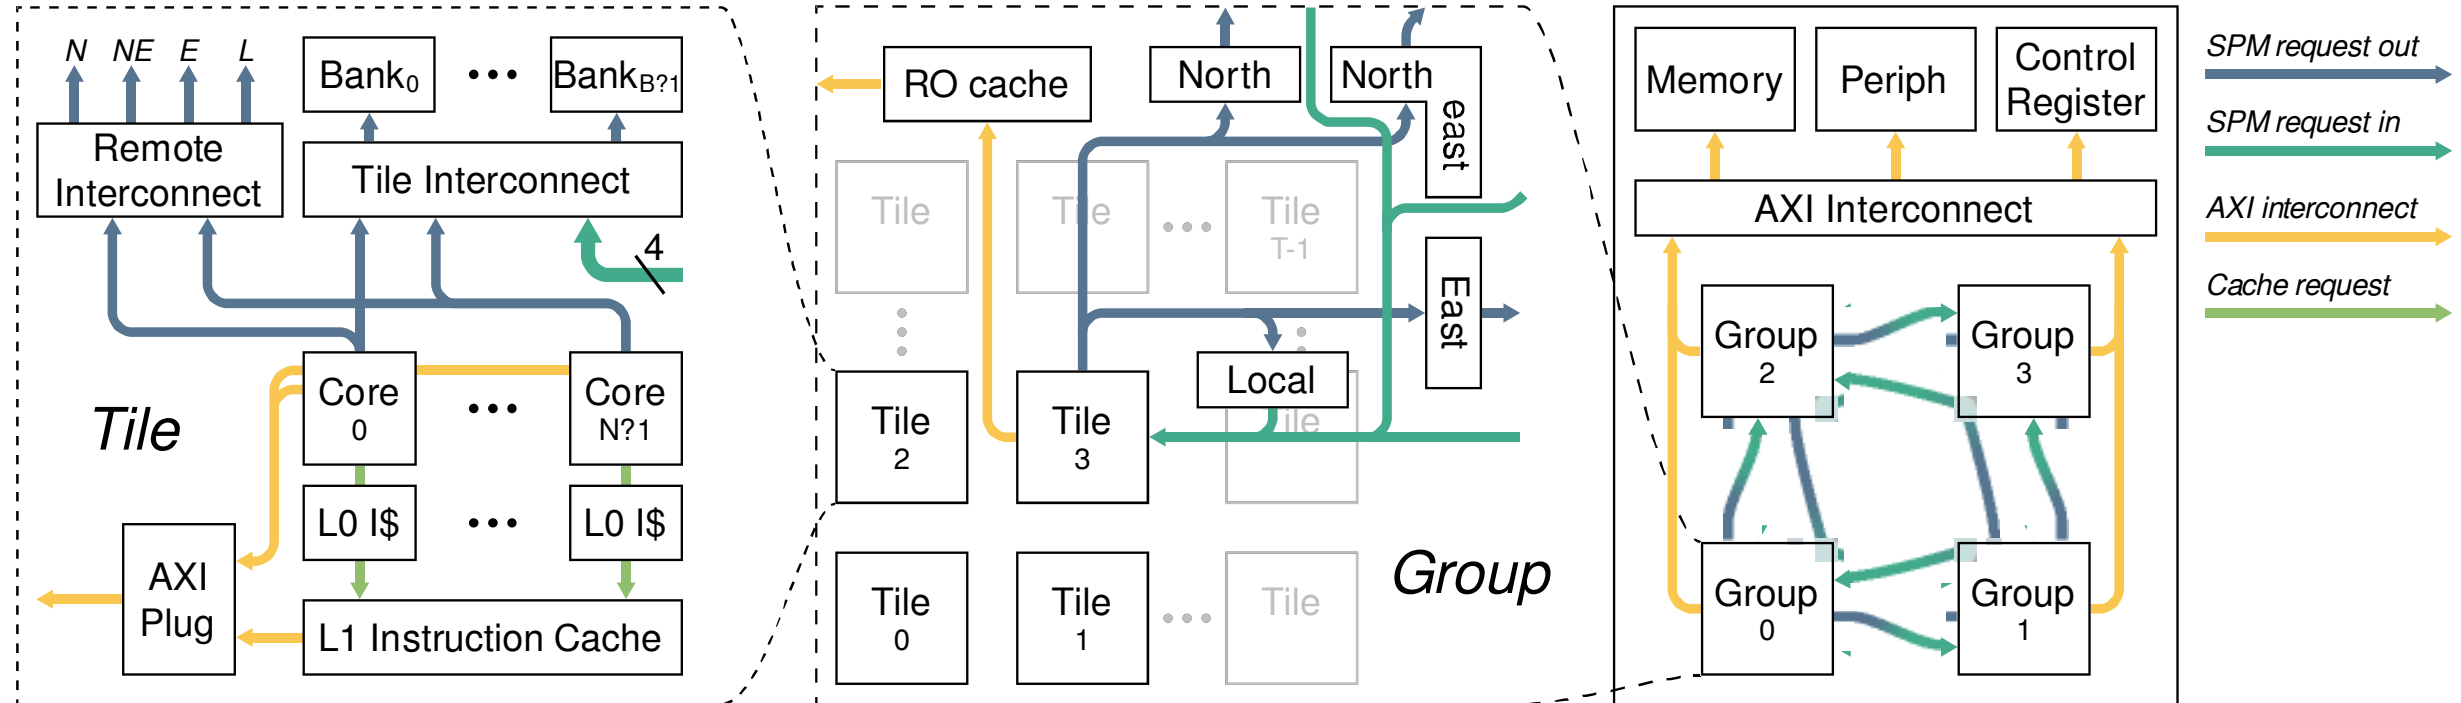 N NE E L
Bank0
Bank B?1
Remote
Interconnect
Tile Interconnect
4
Core
0
Core
N?1
Tile
L0 I$
L0 I$
AXI
Plug
L1 Instruction Cache
RO cache
North
North
east
Tile
Tile
Tile
T-1
East
Local
Tile
2
Tile
3
Tile
Tile
0
Tile
1
Tile
Group
Memory
Periph
Control
Register
AXI Interconnect
Group
2
Group
3
Group
0
Group
1
SPM request out
SPM request in
AXI interconnect
Cache request